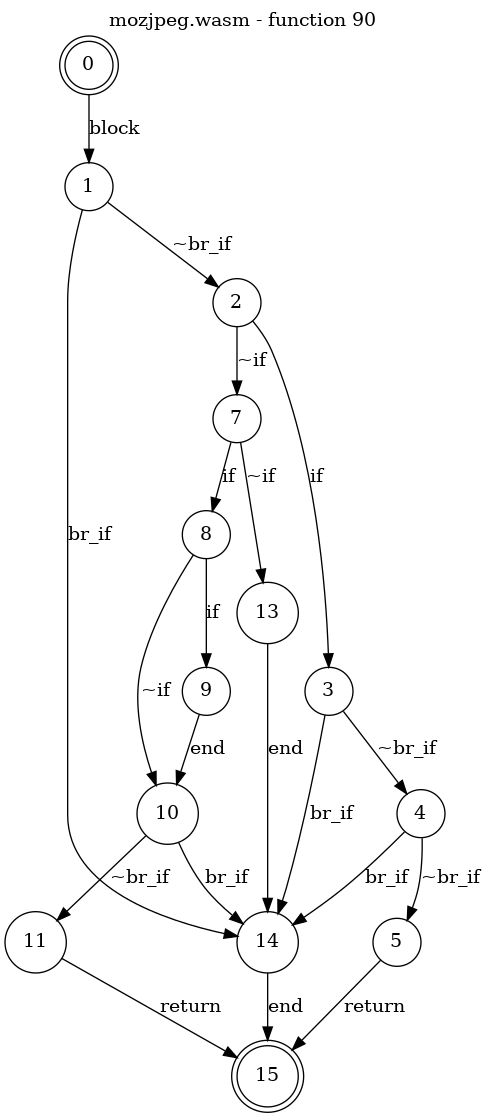 mozjpeg.wasm - function 90
0
block
1
~br_if
2
~if
7
if
~if
if
br_if
8
13
if
~if
3
9
end
end
~br_if
10
br_if
4
~br_if
br_if
br_if
~br_if
11
14
5
return
end
return
15